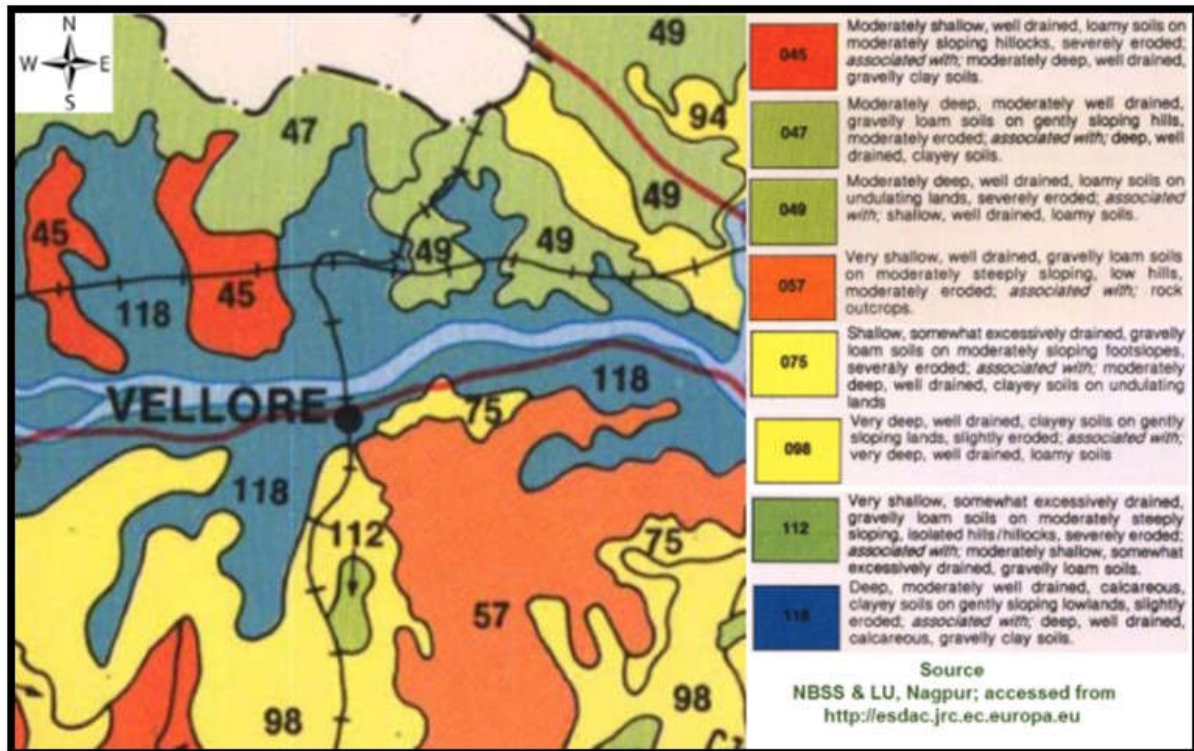 N
W
E
S
49
94
47
49
45
49
49
45
118
118
VELLORE
75
118
112
75
57
98
98
045
Moderately shallow, well drained, loamy soils on
moderately sloping hillocks, severely eroded;
associated with; moderately deep, well drained,
gravelly clay soils.
047
Moderately deep, moderately well drained,
gravelly loam soils on gently sloping hills,
moderately eroded; associated with; deep, well
drained, clayey soils.
049
Moderately deep, well drained, loamy soils on
undulating lands, severely eroded; associated
with; shallow, well drained, loamy soils.
057
Very shallow, well drained, gravelly loam soils
on moderately steeply sloping, low hills,
moderately eroded; associated with; rock
outcrops.
075
Shallow, somewhat excessively drained, gravelly
loam soils on moderately sloping footslopes,
severaly eroded; associated with; moderately
deep, well drained, clayey soils on undulating
lands
098
Very deep, well drained, clayey soils on gently
sloping lands, slightly eroded; associated with;
very deep, well drained, loamy soils
112
Very shallow, somewhat excessively drained,
gravelly loam soils on moderately steeply
sloping, isolated hills/hillocks, severely eroded;
associated with; moderately shallow, somewhat
excessively drained, gravelly loam soils.
118
Deep, moderately well drained, calcareous,
clayey soils on gently sloping lowlands, slightly
eroded; associated with; deep, well drained,
calcareous, gravelly clay soils.
Source
NBSS & LU, Nagpur; accessed from
http://esdac.jrc.ec.europa.eu